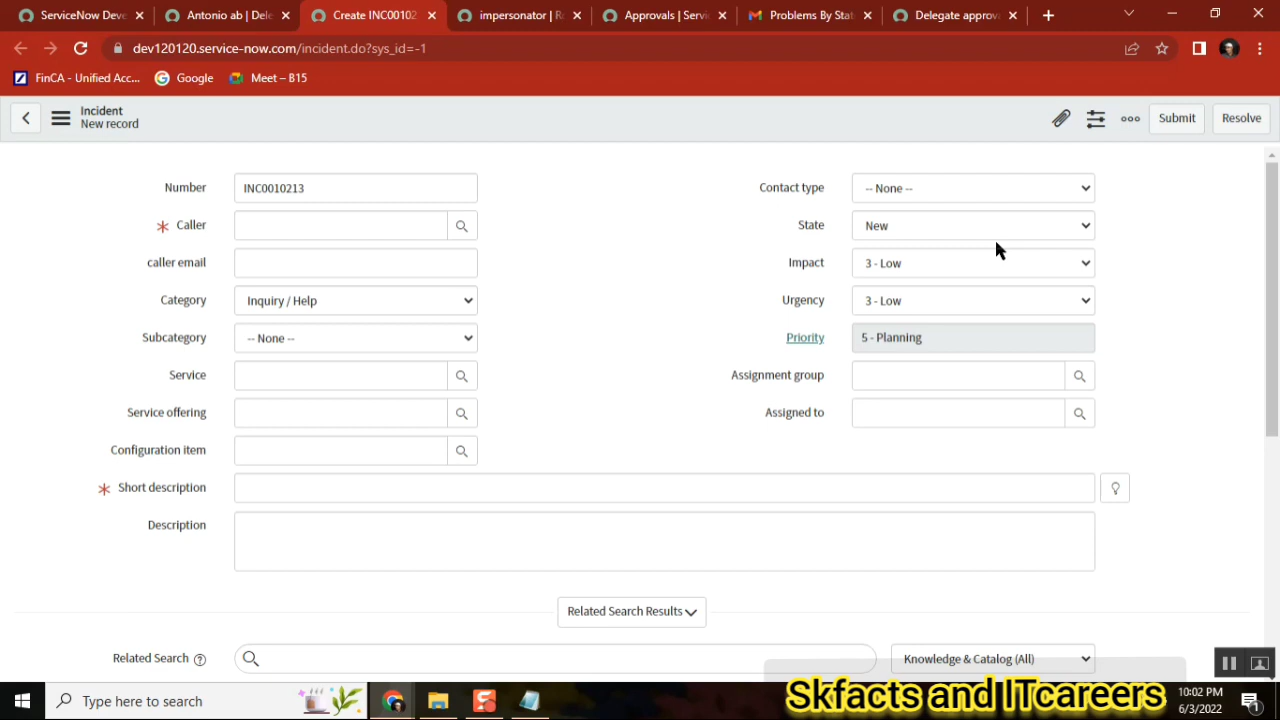 ServiceNow Deve
Antonio ab | Dele
Create INC00102
impersonator | Ro
Approvals | Servi
Problems By Stat
Delegate approv
dev120120.service-now.com/incident.do?sys_id=-1
FinCA - Unified Acc...
Google
Meet – B15
Incident
New record
Submit
Resolve
Number
INC0010213
Contact type
-- None --
Caller
State
New
caller email
Impact
3 - Low
Category
Inquiry / Help
Urgency
3 - Low
Subcategory
-- None --
Priority
5 - Planning
Service
Assignment group
Service offering
Assigned to
Configuration item
Short description
Description
Related Search Results
Related Search
Knowledge & Catalog (All)
Type here to search
Skfacts and ITcareers
10:02 PM
6/3/2022
1